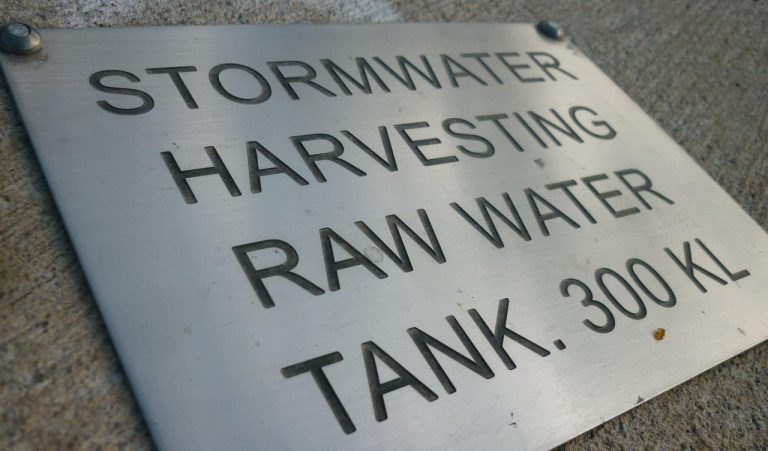 STORMWATER
HARVESTING
RAW WATER
TANK. 300 KL